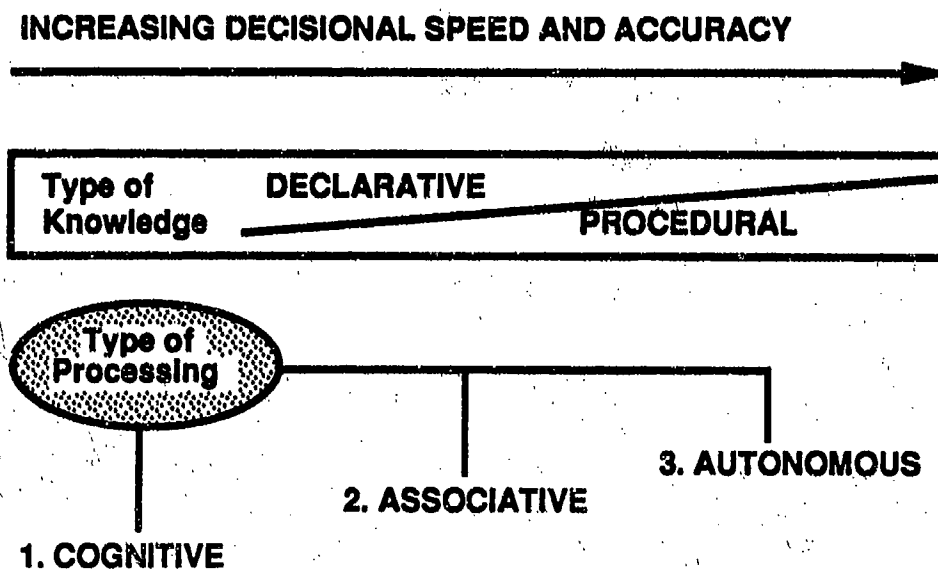 INCREASING DECISIONAL SPEED AND ACCURACY
Type of
Knowledge
DECLARATIVE
PROCEDURAL
Type of
Processing
1. COGNITIVE
2. ASSOCIATIVE
3. AUTONOMOUS